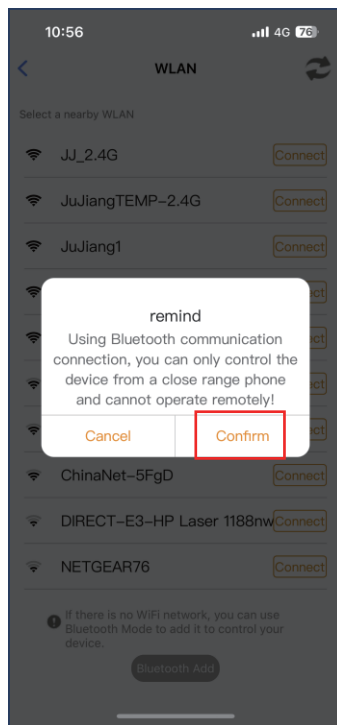 10:56
4G 76
WLAN
Select a nearby WLAN
JJ_2.4G Connect
JuJiangTEMP-2.4G Connect
JuJiang1 Connect
ct
remind
Using Bluetooth communication
connection, you can only control the
device from a close range phone
and cannot operate remotely!
Cancel Confirm
ChinaNet-5FgD Connect
DIRECT-E3-HP Laser 1188nw Connect
NETGEAR76 Connect
If there is no WiFi network, you can use
Bluetooth Mode to add it to control your
device.
Bluetooth Add